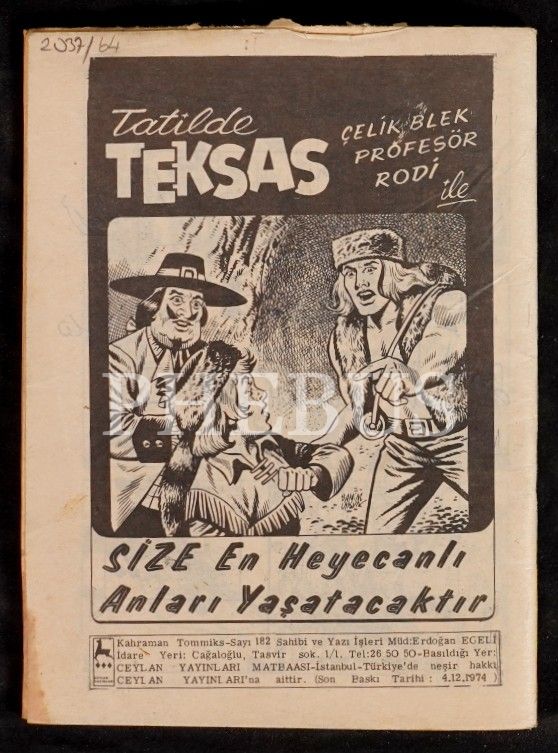 2037/64
Tatilde
TEKSAS
ÇELİK BLEK
PROFESÖR
RODİ
ile
PHEBUS
SİZE En Heyecanlı
Anları Yaşatacaktır
Kahraman Tommiks-Sayı 182 Sahibi ve Yazı İşleri Müd:Erdoğan EGELİ
İdare Yeri: Cağaloğlu, Tasvir sok. 1/1. Tel:26 50 50-Basıldığı Yer:
CEYLAN YAYINLARI MATBAASI-İstanbul-Türkiye'de neşir hakkı
CEYLAN YAYINLARI'na aittir. (Son Baskı Tarihi: 4.12.1974 )